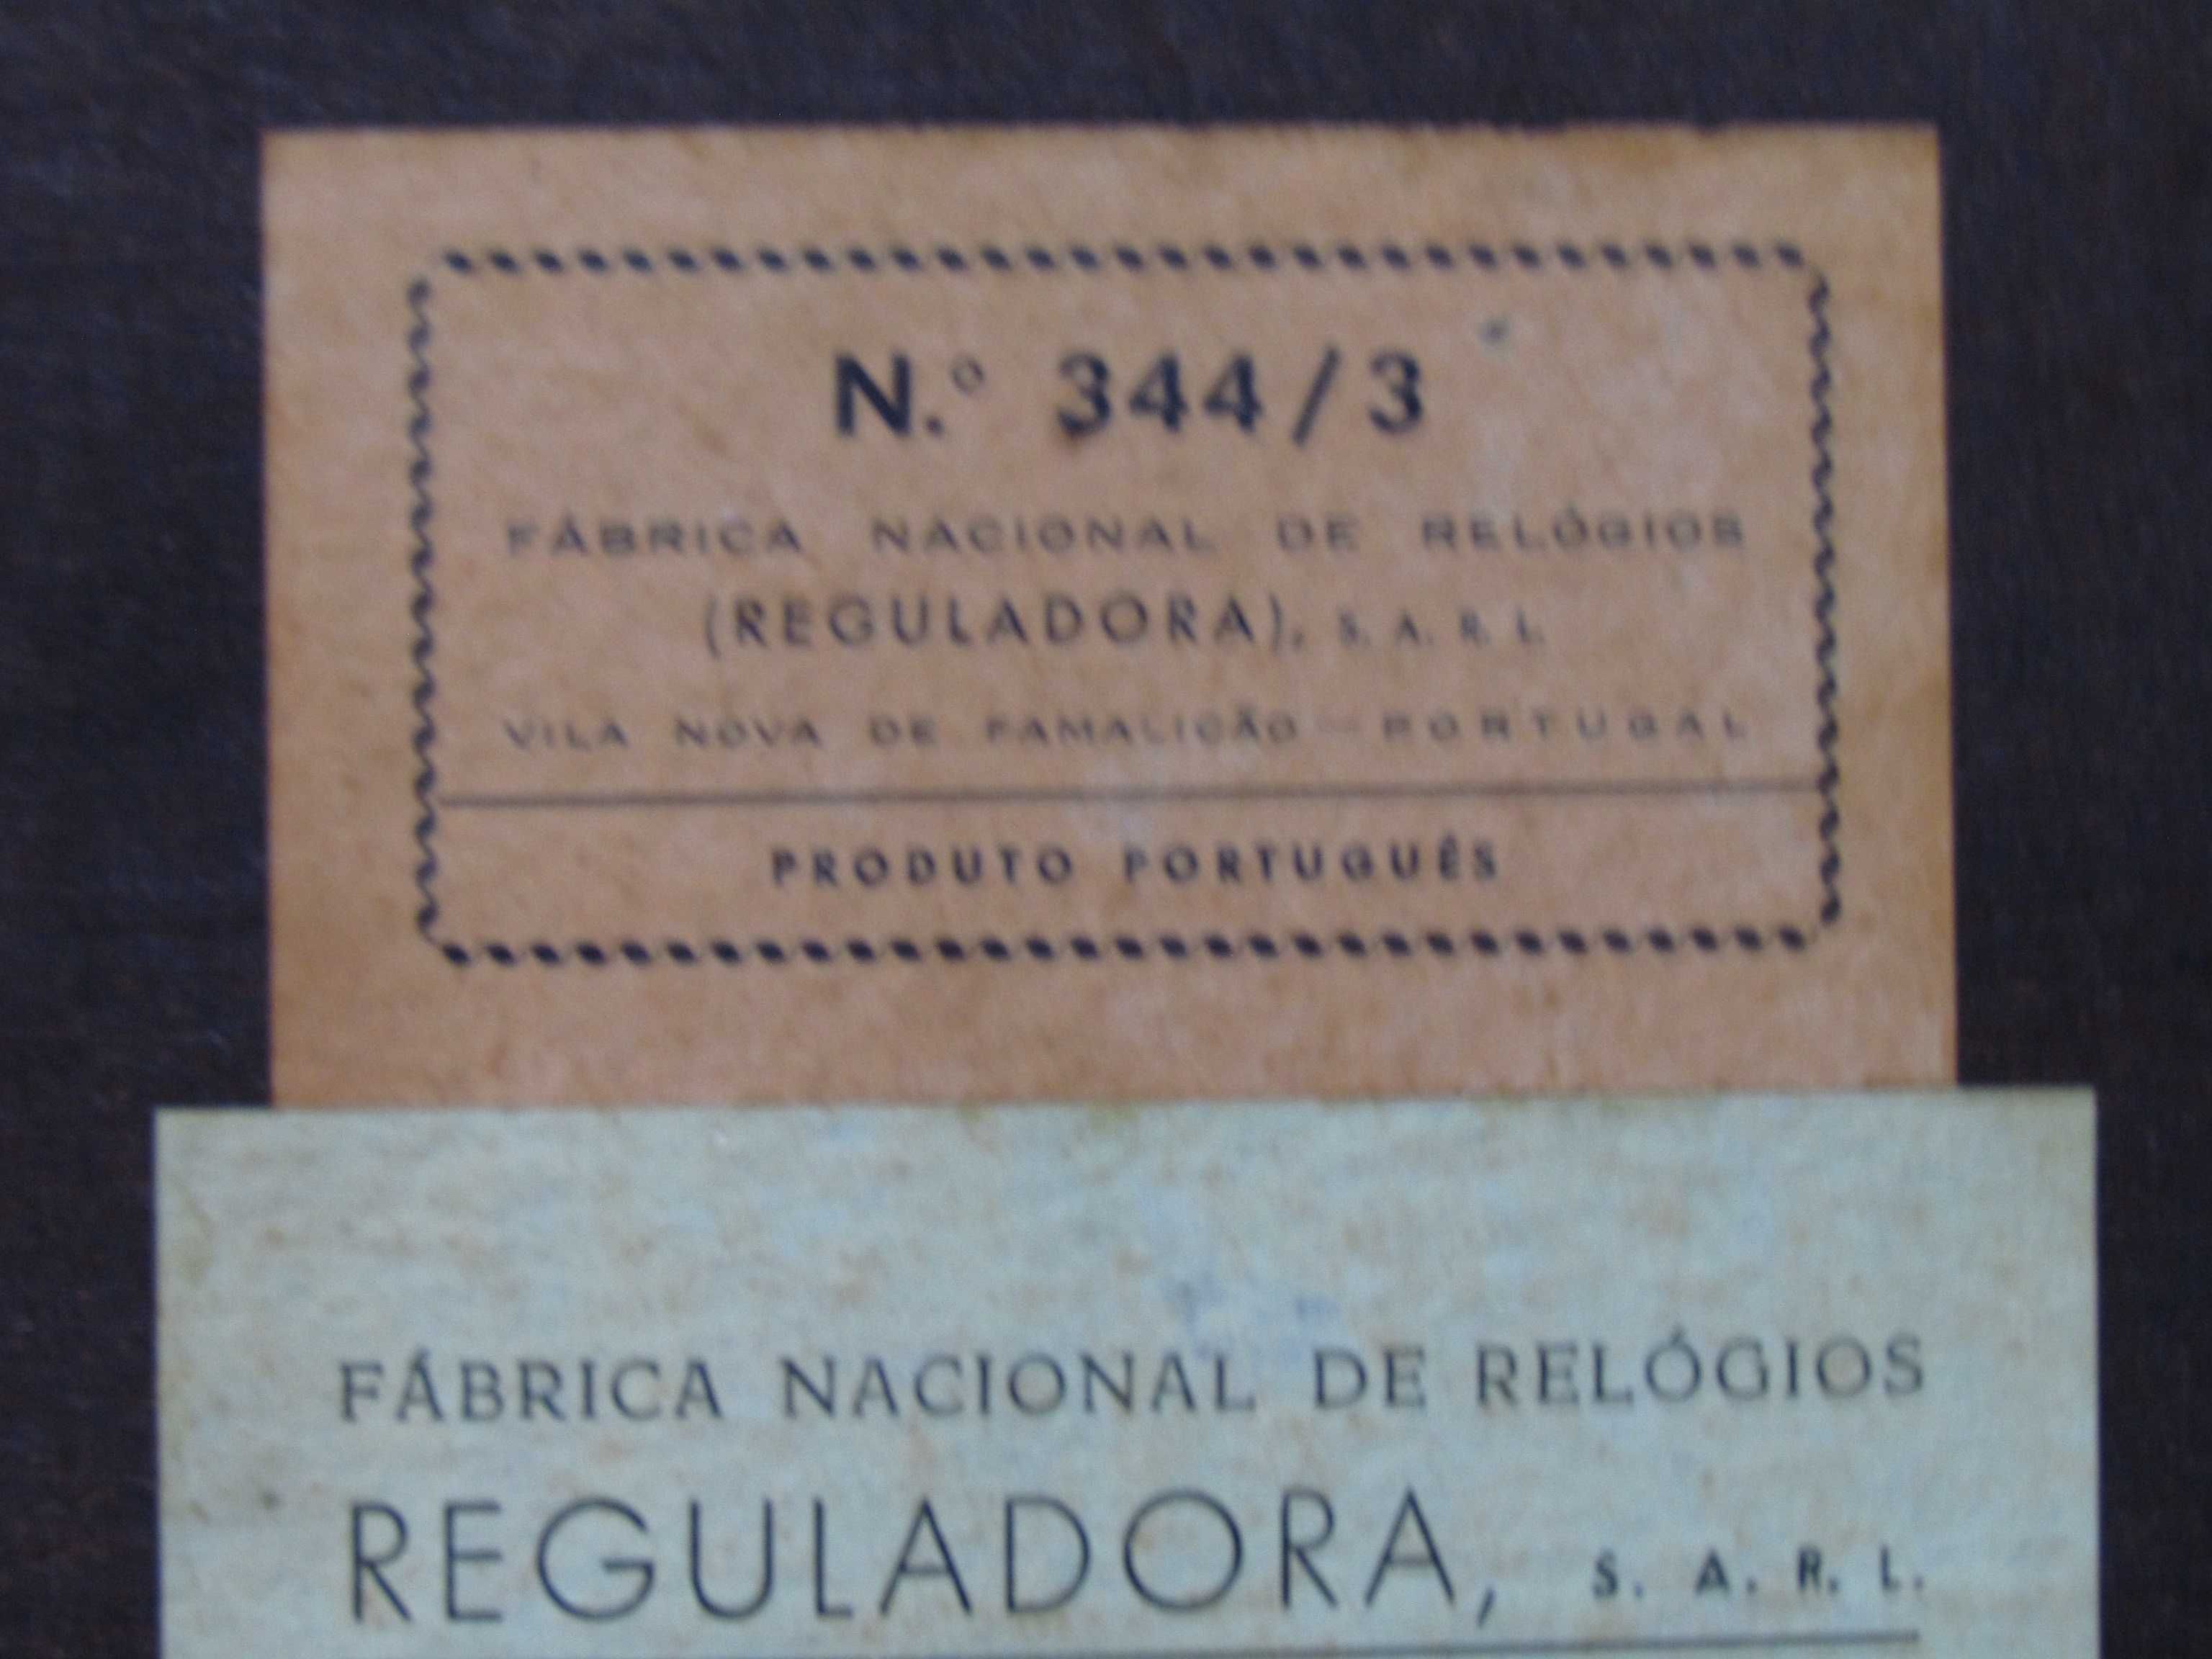 N.º 344/3
FÁBRICA NACIONAL DE RELÓGIOS
(REGULADORA), S. A. R. L.
VILA NOVA DE FAMALICÃO — PORTUGAL
PRODUTO PORTUGUÊS
FÁBRICA NACIONAL DE RELÓGIOS
REGULADORA, S. A. R. L.